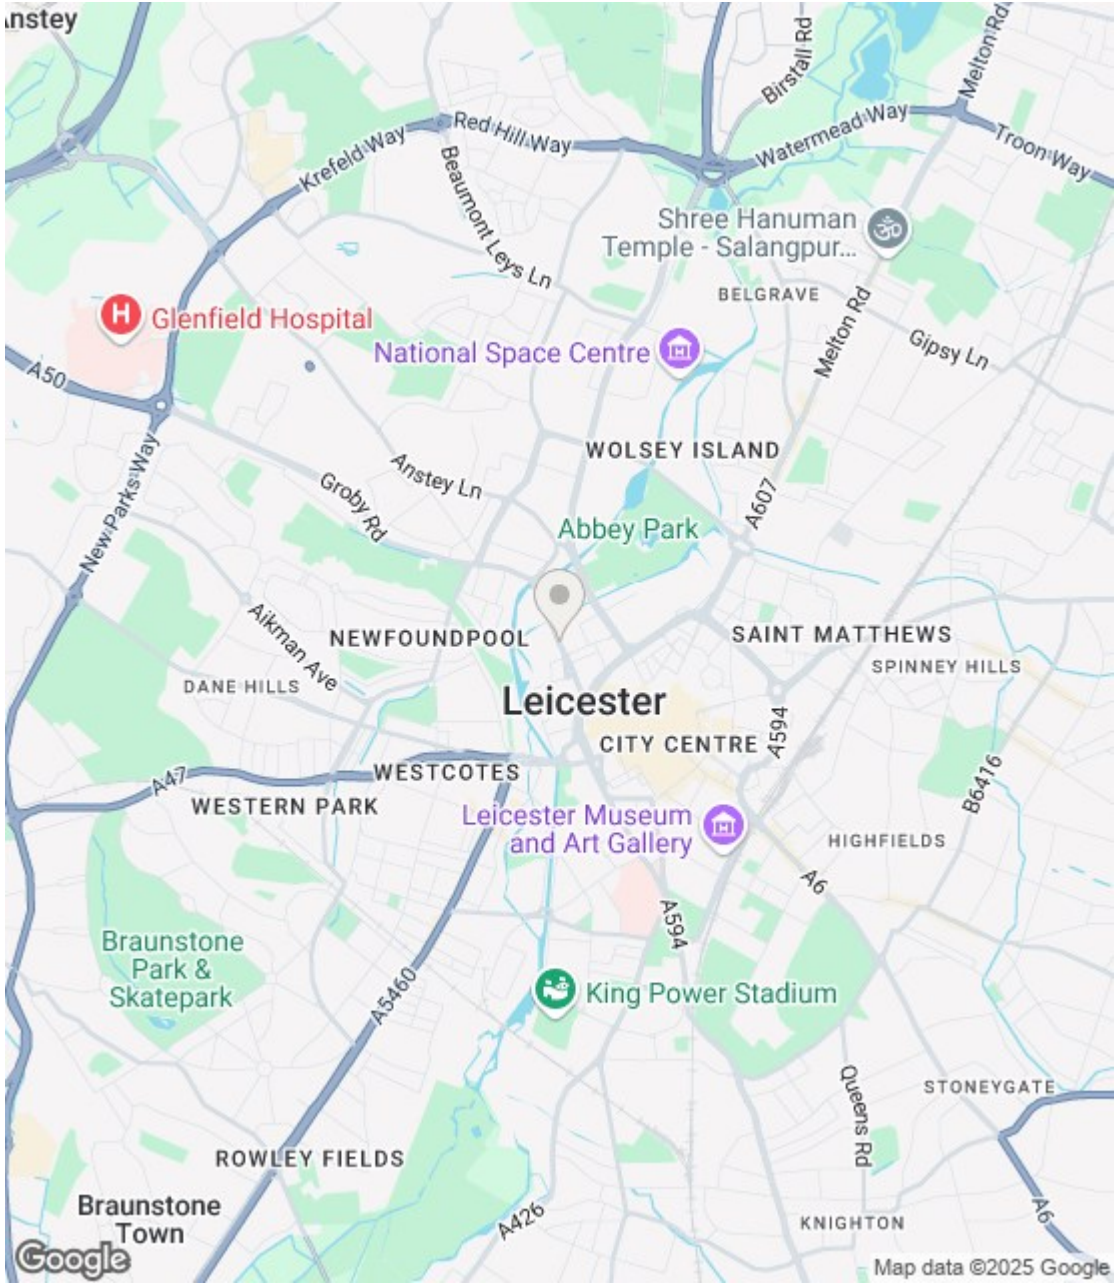 Anstey
Birstall Rd
Melton Rd
Krefeld Way
Red Hill Way
Watermead Way
Troon Way
Beaumont Leys Ln
Shree Hanuman
Temple - Salangpur...
BELGRAVE
Glenfield Hospital
National Space Centre
Melton Rd
Gipsy Ln
A50
New Parks Way
WOLSEY ISLAND
Anstey Ln
Groby Rd
A607
Abbey Park
Aikman Ave
NEWFOUNDPOOL
SAINT MATTHEWS
SPINNEY HILLS
DANE HILLS
Leicester
CITY CENTRE
A594
A47
WESTCOTES
WESTERN PARK
B6416
Leicester Museum
and Art Gallery
HIGHFIELDS
A6
A594
Braunstone
Park &
Skatepark
A5460
King Power Stadium
Queens Rd
STONEYGATE
ROWLEY FIELDS
Braunstone
Town
A426
KNIGHTON
A6
Google
Map data ©2025 Google